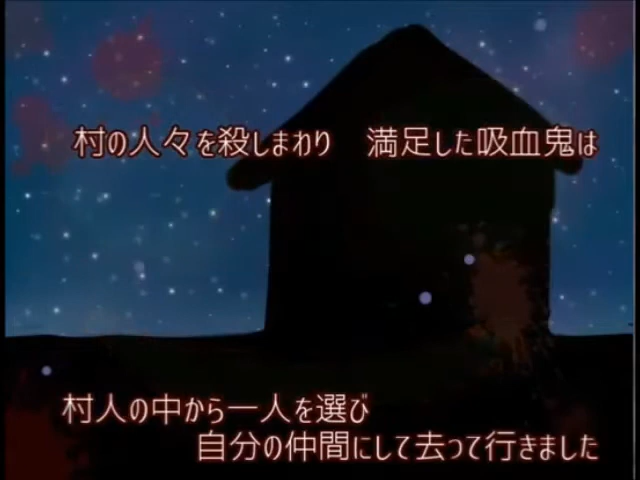 村の人々を殺しまわり　満足した吸血鬼は
村人の中から一人を選び
自分の仲間にして去って行きました